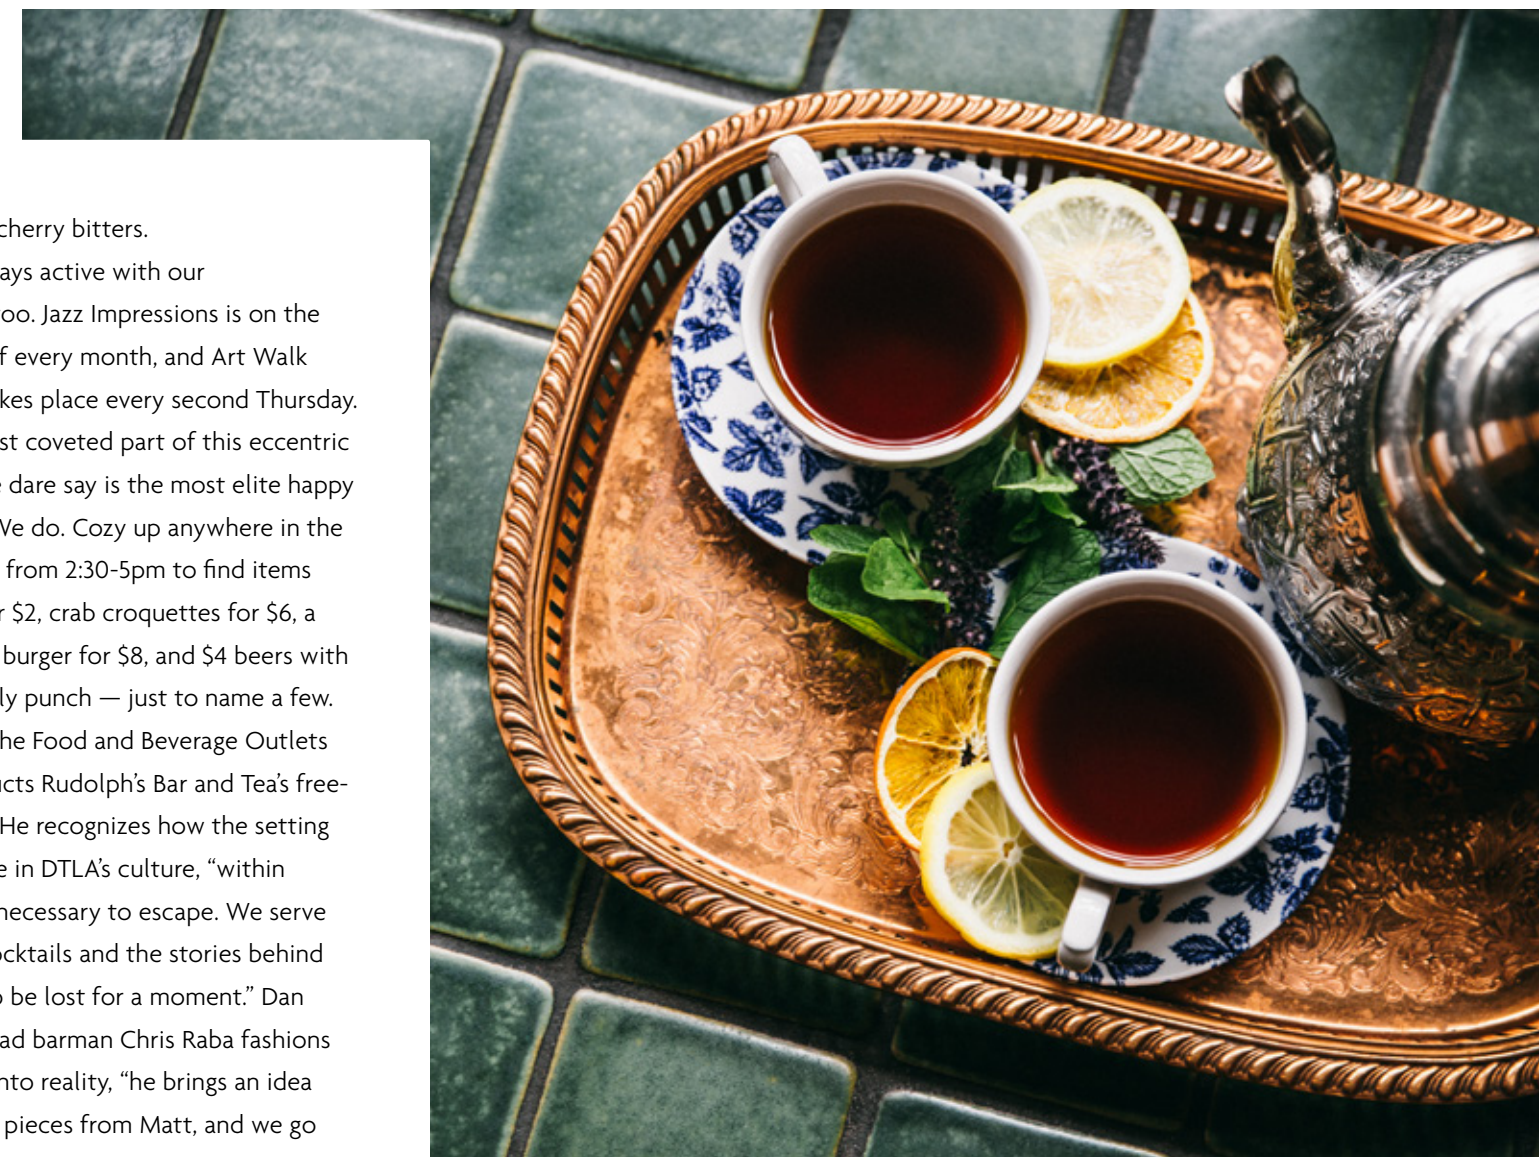 cherry bitters.
ays active with our
oo. Jazz Impressions is on the
f every month, and Art Walk
kes place every second Thursday.
st coveted part of this eccentric
e dare say is the most elite happy
We do. Cozy up anywhere in the
from 2:30-5pm to find items
r $2, crab croquettes for $6, a
burger for $8, and $4 beers with
ly punch — just to name a few.
he Food and Beverage Outlets
ucts Rudolph’s Bar and Tea’s free-
He recognizes how the setting
e in DTLA’s culture, “within
necessary to escape. We serve
ocktails and the stories behind
o be lost for a moment.” Dan
ad barman Chris Raba fashions
nto reality, “he brings an idea
pieces from Matt, and we go